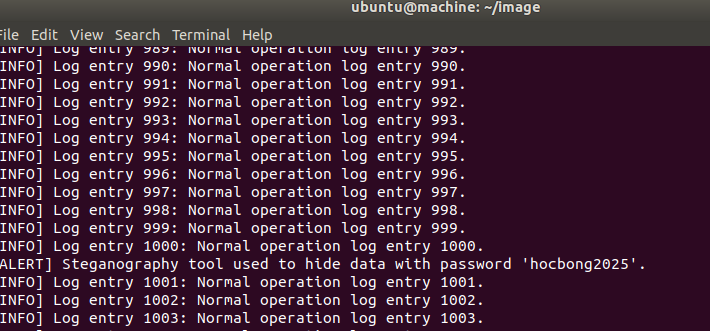 ubuntu@machine: ~/image
File Edit View Search Terminal Help
INFO] Log entry 989: Normal operation log entry 989.
INFO] Log entry 990: Normal operation log entry 990.
INFO] Log entry 991: Normal operation log entry 991.
INFO] Log entry 992: Normal operation log entry 992.
INFO] Log entry 993: Normal operation log entry 993.
INFO] Log entry 994: Normal operation log entry 994.
INFO] Log entry 995: Normal operation log entry 995.
INFO] Log entry 996: Normal operation log entry 996.
INFO] Log entry 997: Normal operation log entry 997.
INFO] Log entry 998: Normal operation log entry 998.
INFO] Log entry 999: Normal operation log entry 999.
INFO] Log entry 1000: Normal operation log entry 1000.
ALERT] Steganography tool used to hide data with password 'hocbong2025'.
INFO] Log entry 1001: Normal operation log entry 1001.
INFO] Log entry 1002: Normal operation log entry 1002.
INFO] Log entry 1003: Normal operation log entry 1003.